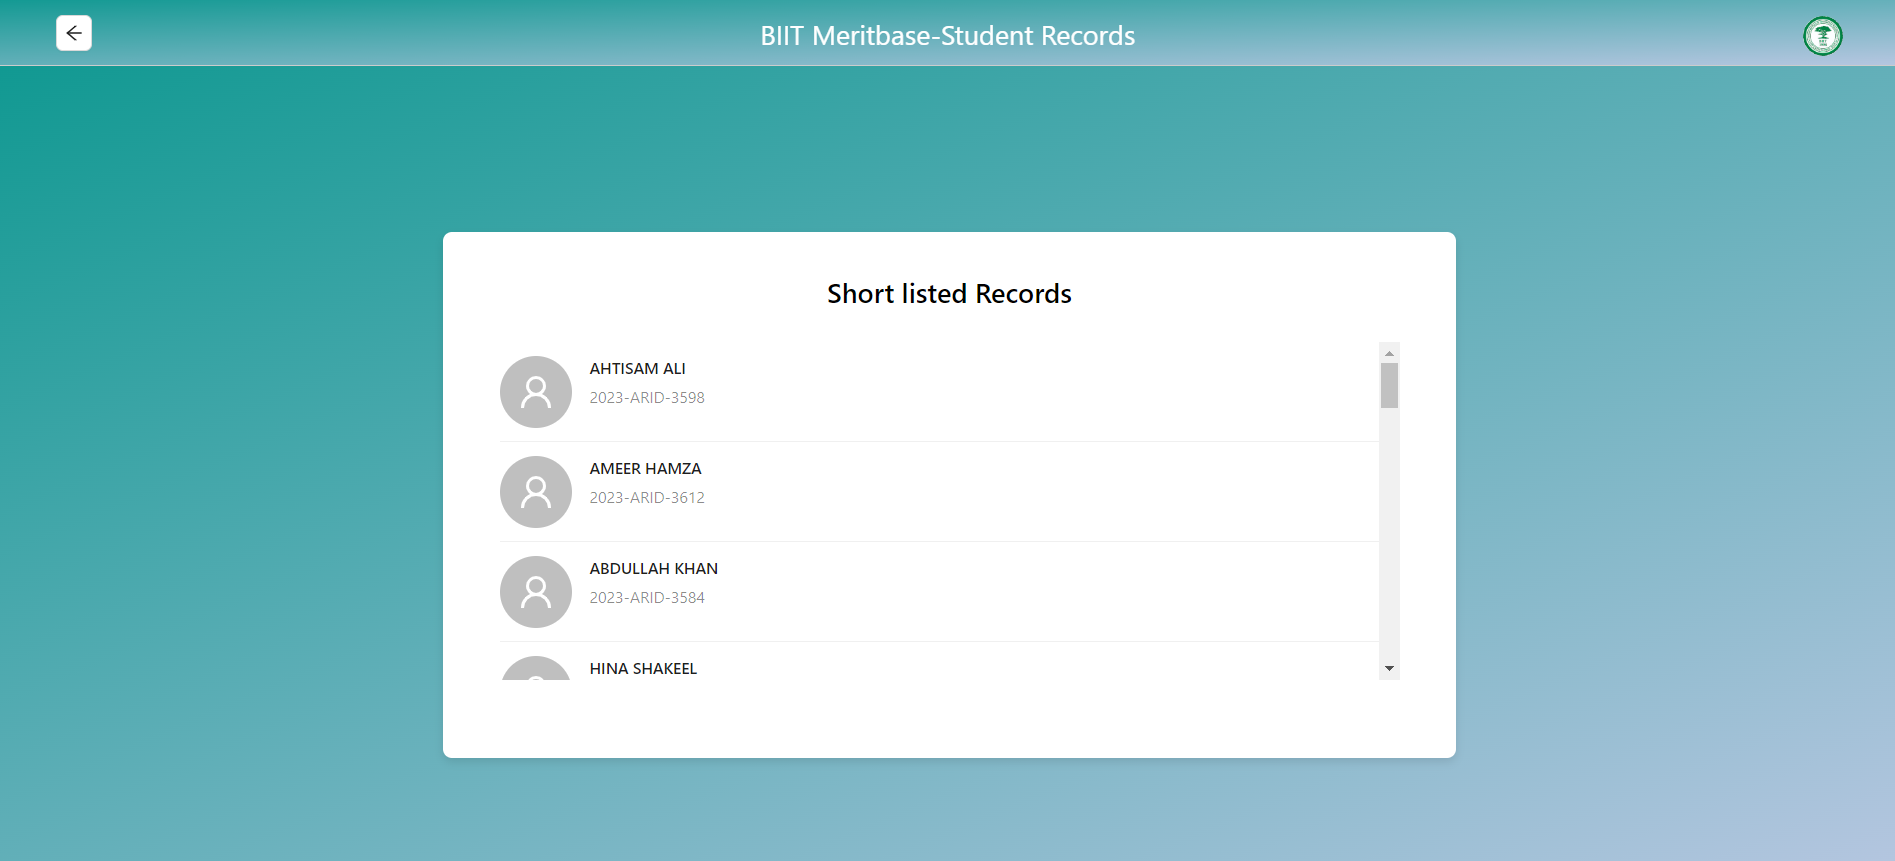 BIIT Meritbase-Student Records
Short listed Records
AHTISAM ALI
2023-ARID-3598
AMEER HAMZA
2023-ARID-3612
ABDULLAH KHAN
2023-ARID-3584
HINA SHAKEEL